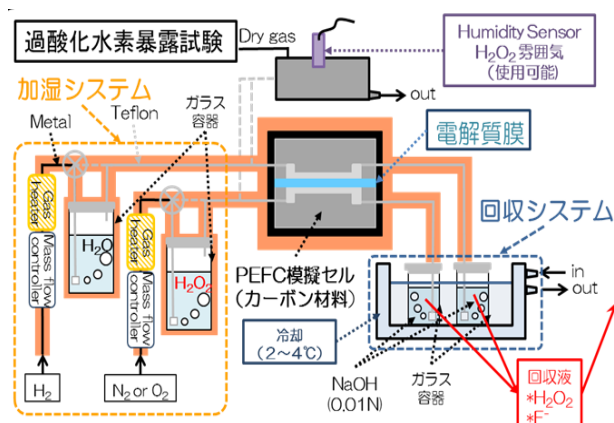 過酸化水素暴露試験
Dry gas
Humidity Sensor
H₂O₂ 雰囲気
(使用可能)
out
加湿システム
ガラス
容器
Metal
Teflon
電解質膜
Gas
heater
Mass flow
controller
H₂O
Gas
heater
Mass flow
controller
H₂O₂
PEFC模擬セル
(カーボン材料)
回収システム
in
out
冷却
(2～4℃)
NaOH
(0.01N)
ガラス
容器
H₂
N₂ or O₂
回収液
*H₂O₂
*F⁻